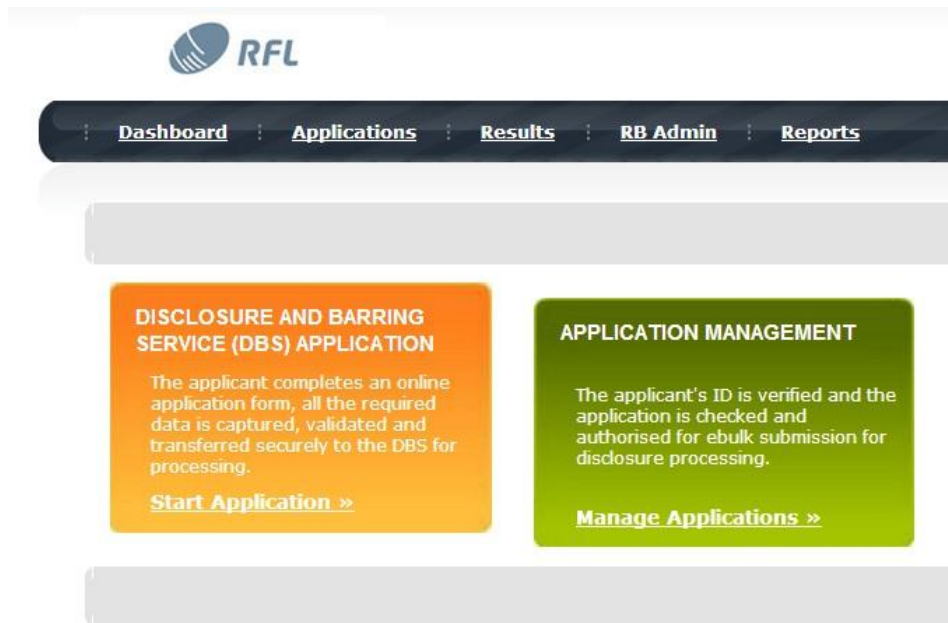 RFL
Dashboard Applications Results RB Admin Reports
DISCLOSURE AND BARRING
SERVICE (DBS) APPLICATION
The applicant completes an online
application form, all the required
data is captured, validated and
transferred securely to the DBS for
processing.
Start Application »
APPLICATION MANAGEMENT
The applicant's ID is verified and the
application is checked and
authorised for ebulk submission for
disclosure processing.
Manage Applications »